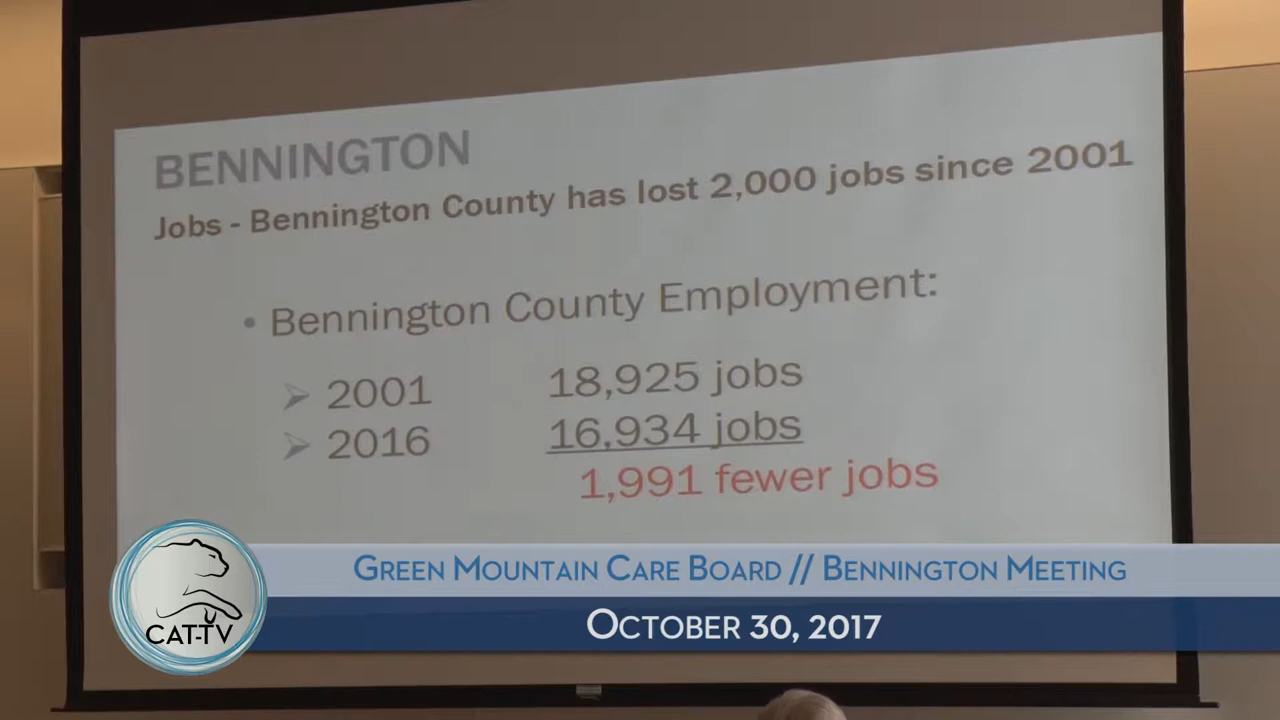 BENNINGTON
Jobs - Bennington County has lost 2,000 jobs since 2001
• Bennington County Employment:
➢ 2001 18,925 jobs
➢ 2016 16,934 jobs
1,991 fewer jobs
GREEN MOUNTAIN CARE BOARD // BENNINGTON MEETING
OCTOBER 30, 2017
CAT-TV